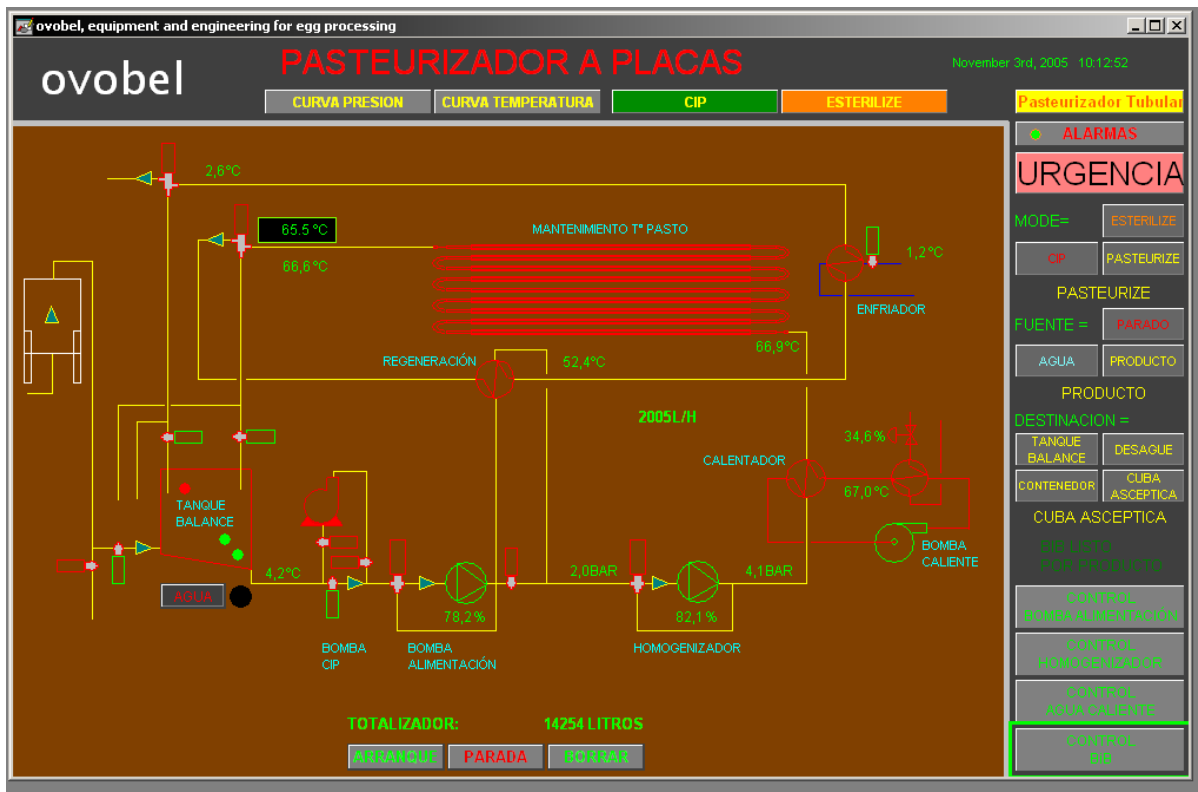 ovobel, equipment and engineering for egg processing
ovobel
PASTEURIZADOR A PLACAS
November 3rd, 2005 10:12:52
CURVA PRESION
CURVA TEMPERATURA
CIP
ESTERILIZE
Pasteurizador Tubular
ALARMAS
URGENCIA
MODE=
ESTERILIZE
CIP
PASTEURIZE
PASTEURIZE
FUENTE =
PARADO
AGUA
PRODUCTO
PRODUCTO
DESTINACION =
TANQUE
BALANCE
DESAGUE
CONTENEDOR
CUBA
ASCEPTICA
CUBA ASCEPTICA
BIB LISTO
POR PRODUCTO
CONTROL
BOMBA ALIMENTACIÓN
CONTROL
HOMOGENIZADOR
CONTROL
AGUA CALIENTE
CONTROL
BIB
2,6°C
65.5 °C
66,6°C
MANTENIMIENTO Tª PASTO
1,2°C
ENFRIADOR
66,9°C
REGENERACIÓN
52,4°C
2005L/H
34,6%
CALENTADOR
67,0°C
TANQUE
BALANCE
BOMBA
CALIENTE
4,2°C
2,0BAR
4,1BAR
AGUA
78,2%
82,1%
BOMBA
CIP
BOMBA
ALIMENTACIÓN
HOMOGENIZADOR
TOTALIZADOR: 14254 LITROS
ARRANQUE
PARADA
BORRAR